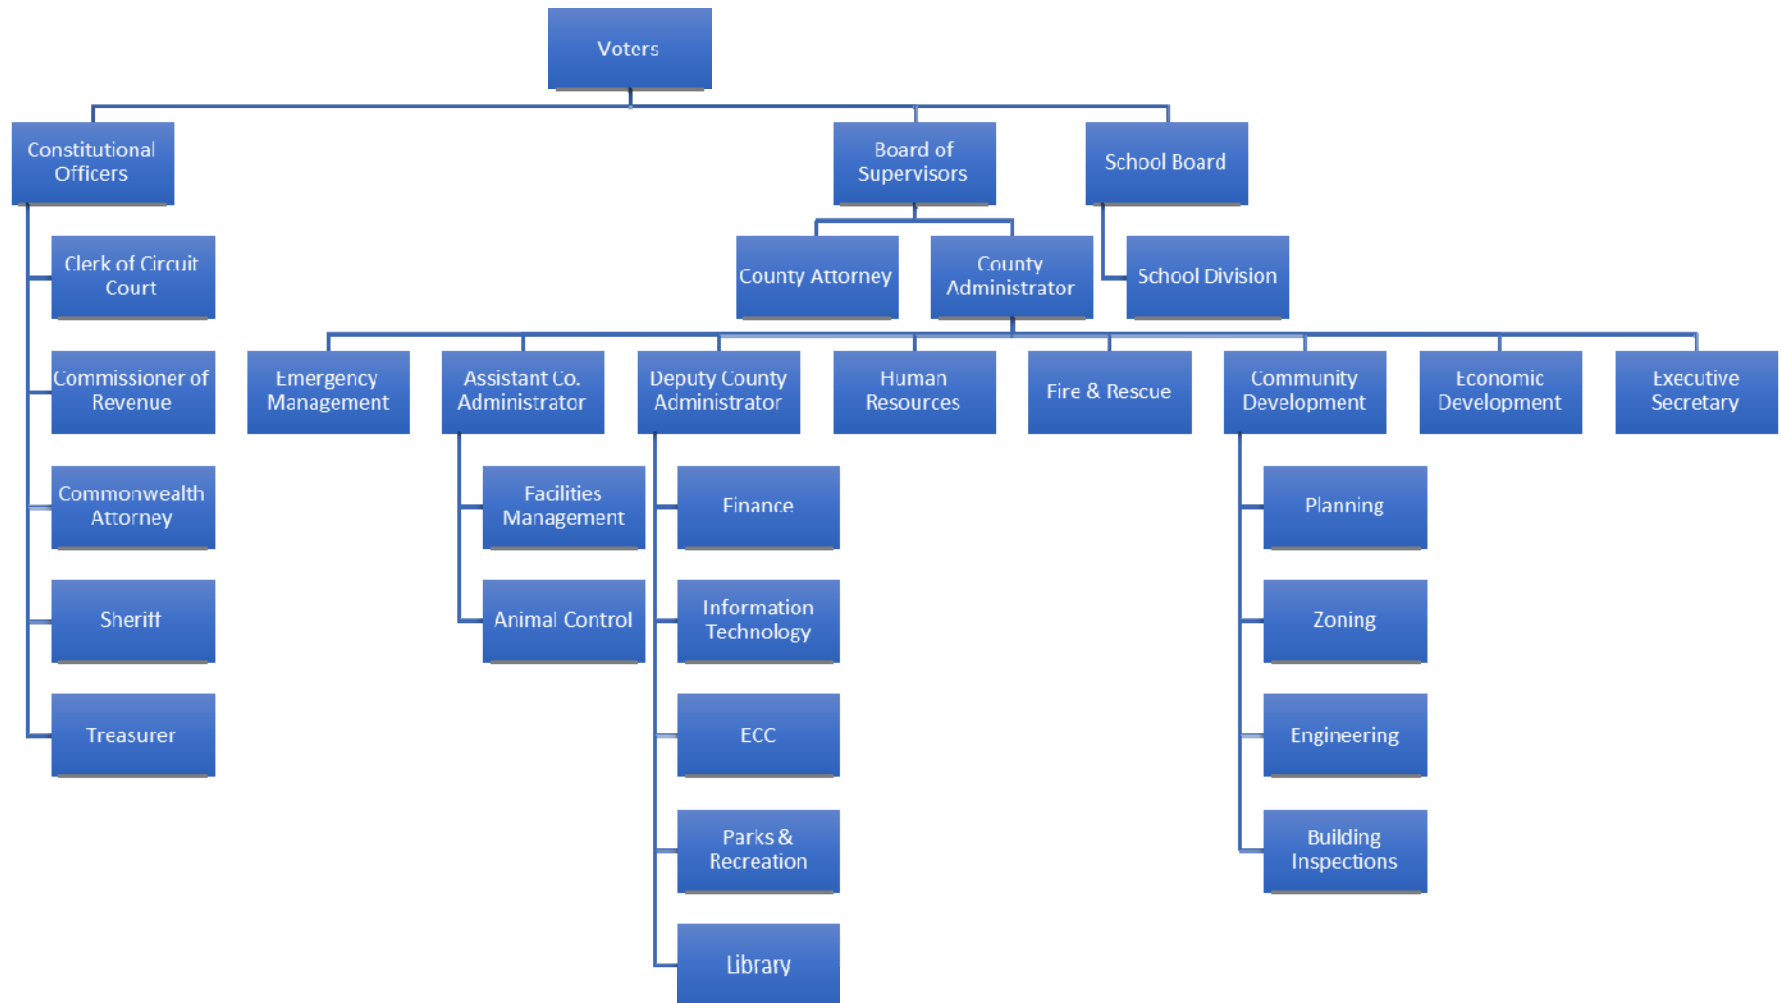 Voters
Constitutional
Officers
Board of
Supervisors
School Board
Clerk of Circuit
Court
County Attorney
County
Administrator
School Division
Commissioner of
Revenue
Emergency
Management
Assistant Co.
Administrator
Deputy County
Administrator
Human
Resources
Fire & Rescue
Community
Development
Economic
Development
Executive
Secretary
Commonwealth
Attorney
Facilities
Management
Finance
Planning
Sheriff
Animal Control
Information
Technology
Zoning
Treasurer
ECC
Engineering
Parks &
Recreation
Building
Inspections
Library